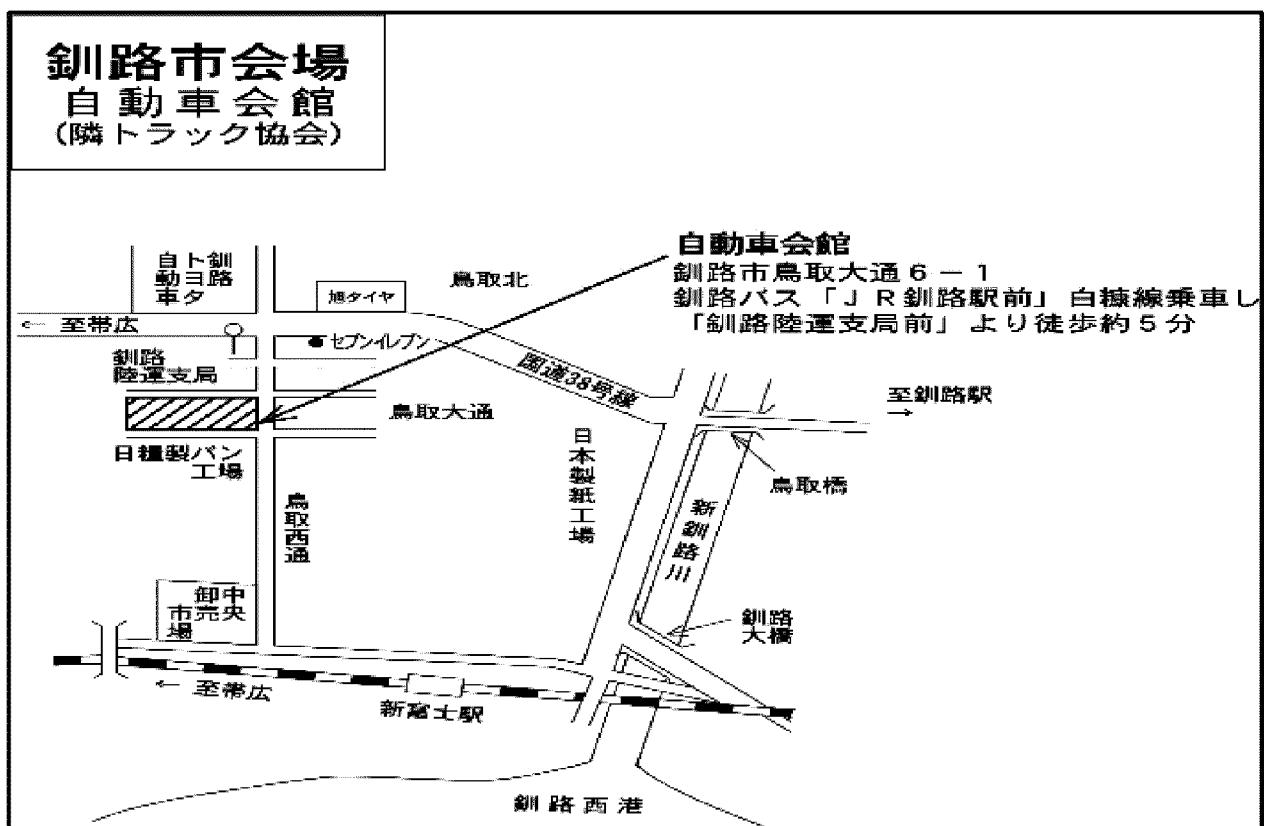 釧路市会場
自動車会館
(隣トラック協会)
自動車会館
釧路市鳥取大通6-1
釧路バス「JR釧路駅前」白糠線乗車し
「釧路陸運支局前」より徒歩約5分
釧路
トヨタ
自動車
旭タイヤ
鳥取北
← 至帯広
セブンイレブン
釧路
陸運支局
国道38号線
鳥取大通
至釧路駅
→
日糧製パン
工場
日本製紙工場
鳥取橋
鳥取西通
新釧路川
中央
卸売
市場
釧路
大橋
← 至帯広
新富士駅
釧路西港